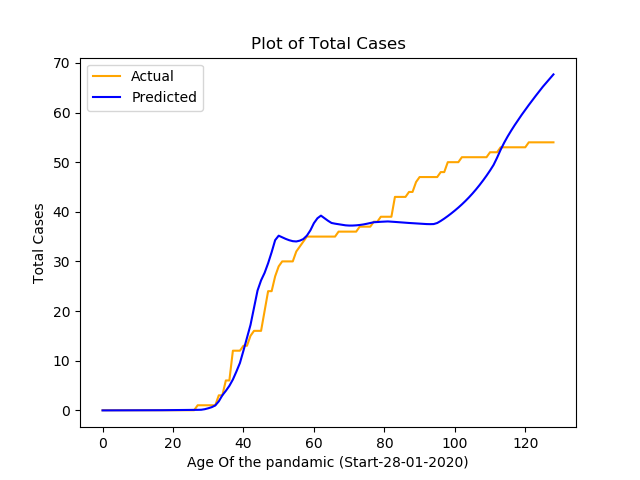 Plot of Total Cases
Actual
Predicted
70
60
50
40
30
20
10
0
Total Cases
0 20 40 60 80 100 120
Age Of the pandamic (Start-28-01-2020)